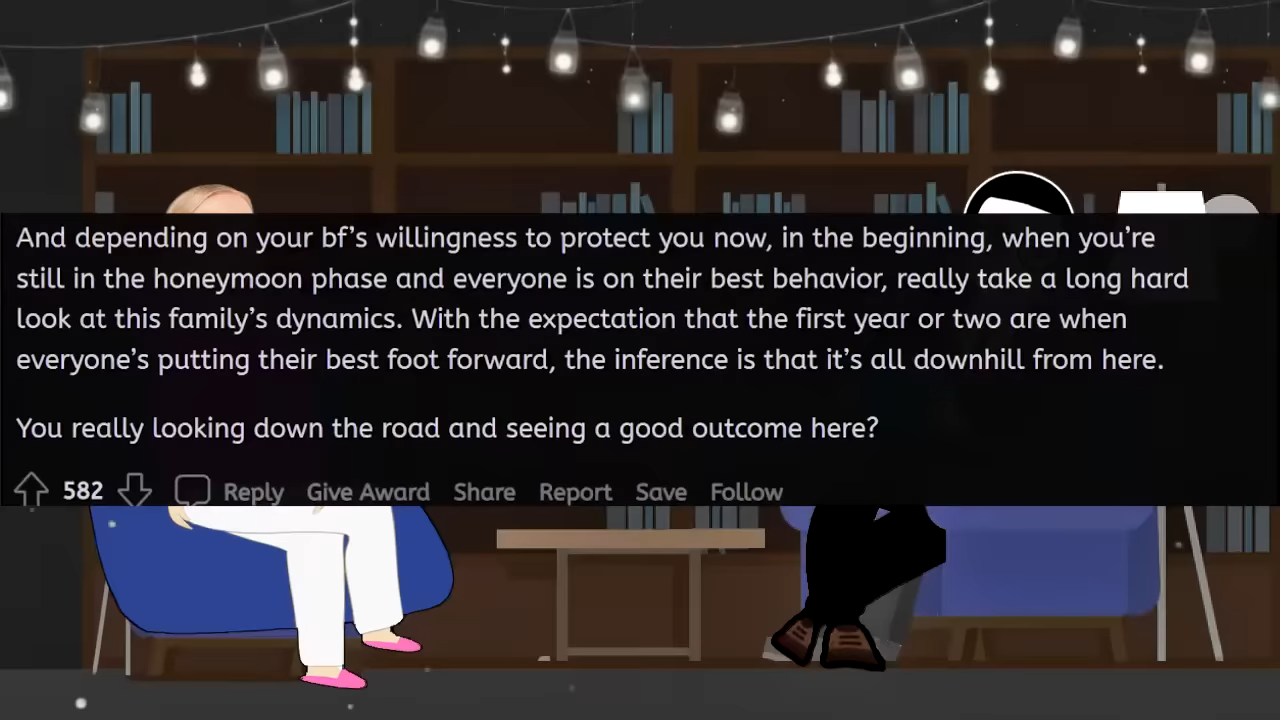 And depending on your bf’s willingness to protect you now, in the beginning, when you’re
still in the honeymoon phase and everyone is on their best behavior, really take a long hard
look at this family’s dynamics. With the expectation that the first year or two are when
everyone’s putting their best foot forward, the inference is that it’s all downhill from here.
You really looking down the road and seeing a good outcome here?
582 Reply Give Award Share Report Save Follow